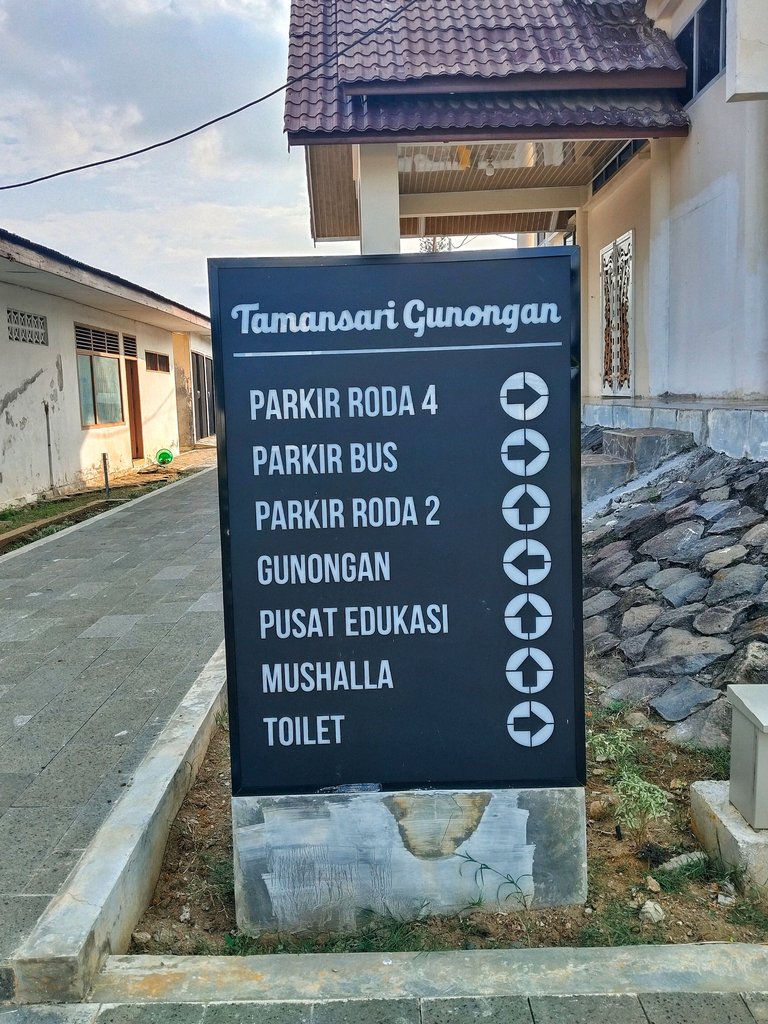 Tamansari Gunongan
PARKIR RODA 4
PARKIR BUS
PARKIR RODA 2
GUNONGAN
PUSAT EDUKASI
MUSHALLA
TOILET